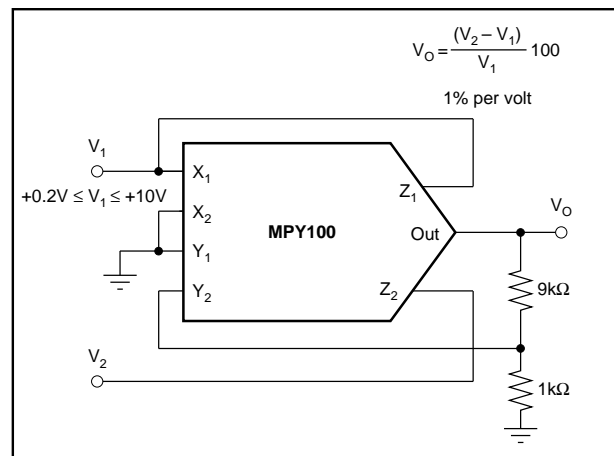 V_O = (V_2 – V_1) / V_1 100
1% per volt
V_1
+0.2V ≤ V_1 ≤ +10V
X_1
X_2
Y_1
Y_2
MPY100
Z_1
Out
Z_2
V_O
9kΩ
V_2
1kΩ